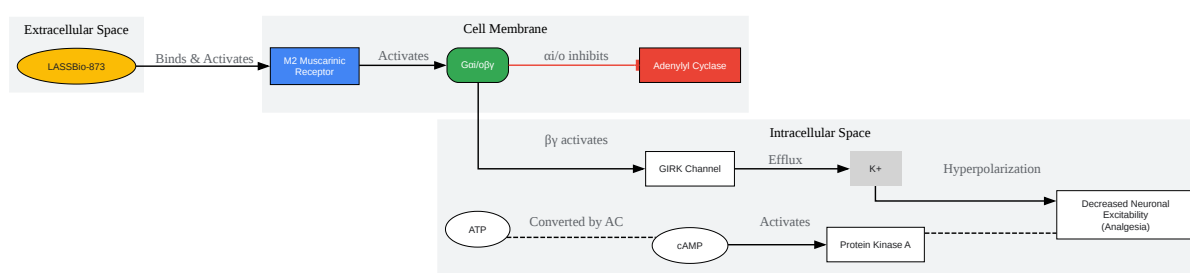 Extracellular Space
Cell Membrane
LASSBio-873
Binds & Activates
M2 Muscarinic
Receptor
Activates
Gαi/oβγ
αi/o inhibits
Adenylyl Cyclase
Intracellular Space
βγ activates
GIRK Channel
Efflux
K+
Hyperpolarization
Decreased Neuronal
Excitability
(Analgesia)
ATP
Converted by AC
cAMP
Activates
Protein Kinase A